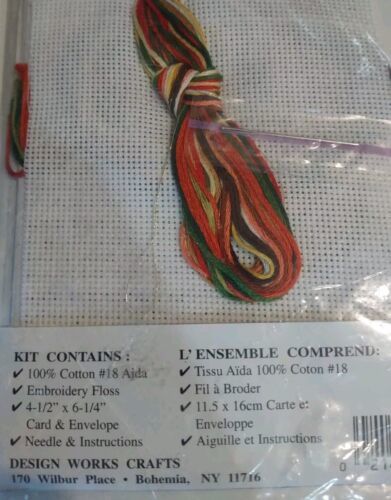 KIT CONTAINS :
✔ 100% Cotton #18 Aida
✔ Embroidery Floss
✔ 4-1/2" x 6-1/4"
Card & Envelope
✔ Needle & Instructions
L' ENSEMBLE COMPREND:
✔ Tissu Aïda 100% Coton #18
✔ Fil à Broder
✔ 11.5 x 16cm Carte et
Enveloppe
✔ Aiguille et Instructions
DESIGN WORKS CRAFTS
170 Wilbur Place • Bohemia, NY 11716
0